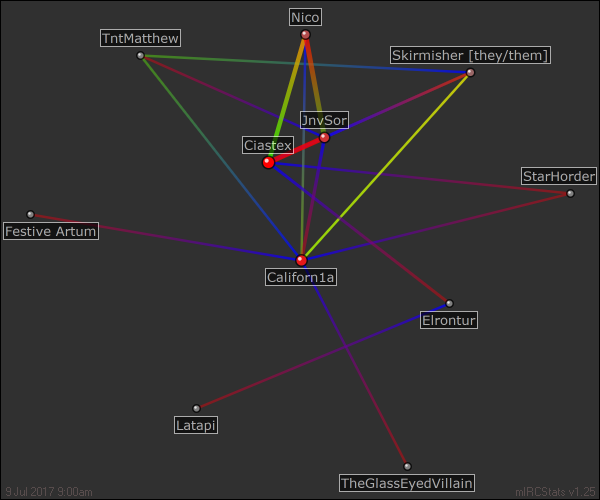 Nico
TntMatthew
Skirmisher [they/them]
JnvSor
Ciastex
StarHorder
Festive Artum
Californ1a
Elrontur
Latapi
TheGlassEyedVillain
9 Jul 2017 9:00am
mIRCStats v1.25